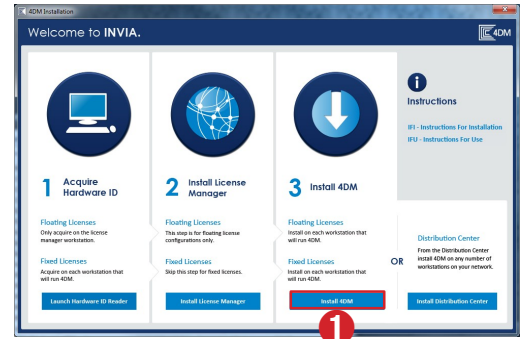 4DM Installation
Welcome to INVIA.
4DM
1 Acquire
Hardware ID
Floating Licenses
Only acquire on the license
manager workstation.
Fixed Licenses
Acquire on each workstation that
will run 4DM.
Launch Hardware ID Reader
2 Install License
Manager
Floating Licenses
This step is for floating license
configurations only.
Fixed Licenses
Skip this step for fixed licenses.
Install License Manager
3 Install 4DM
Floating Licenses
Install on each workstation that
will run 4DM.
Fixed Licenses
Install on each workstation that
will run 4DM.
Install 4DM
1
OR
i
Instructions
IFI - Instructions For Installation
IFU - Instructions For Use
Distribution Center
From the Distribution Center
install 4DM on any number of
workstations on your network.
Install Distribution Center